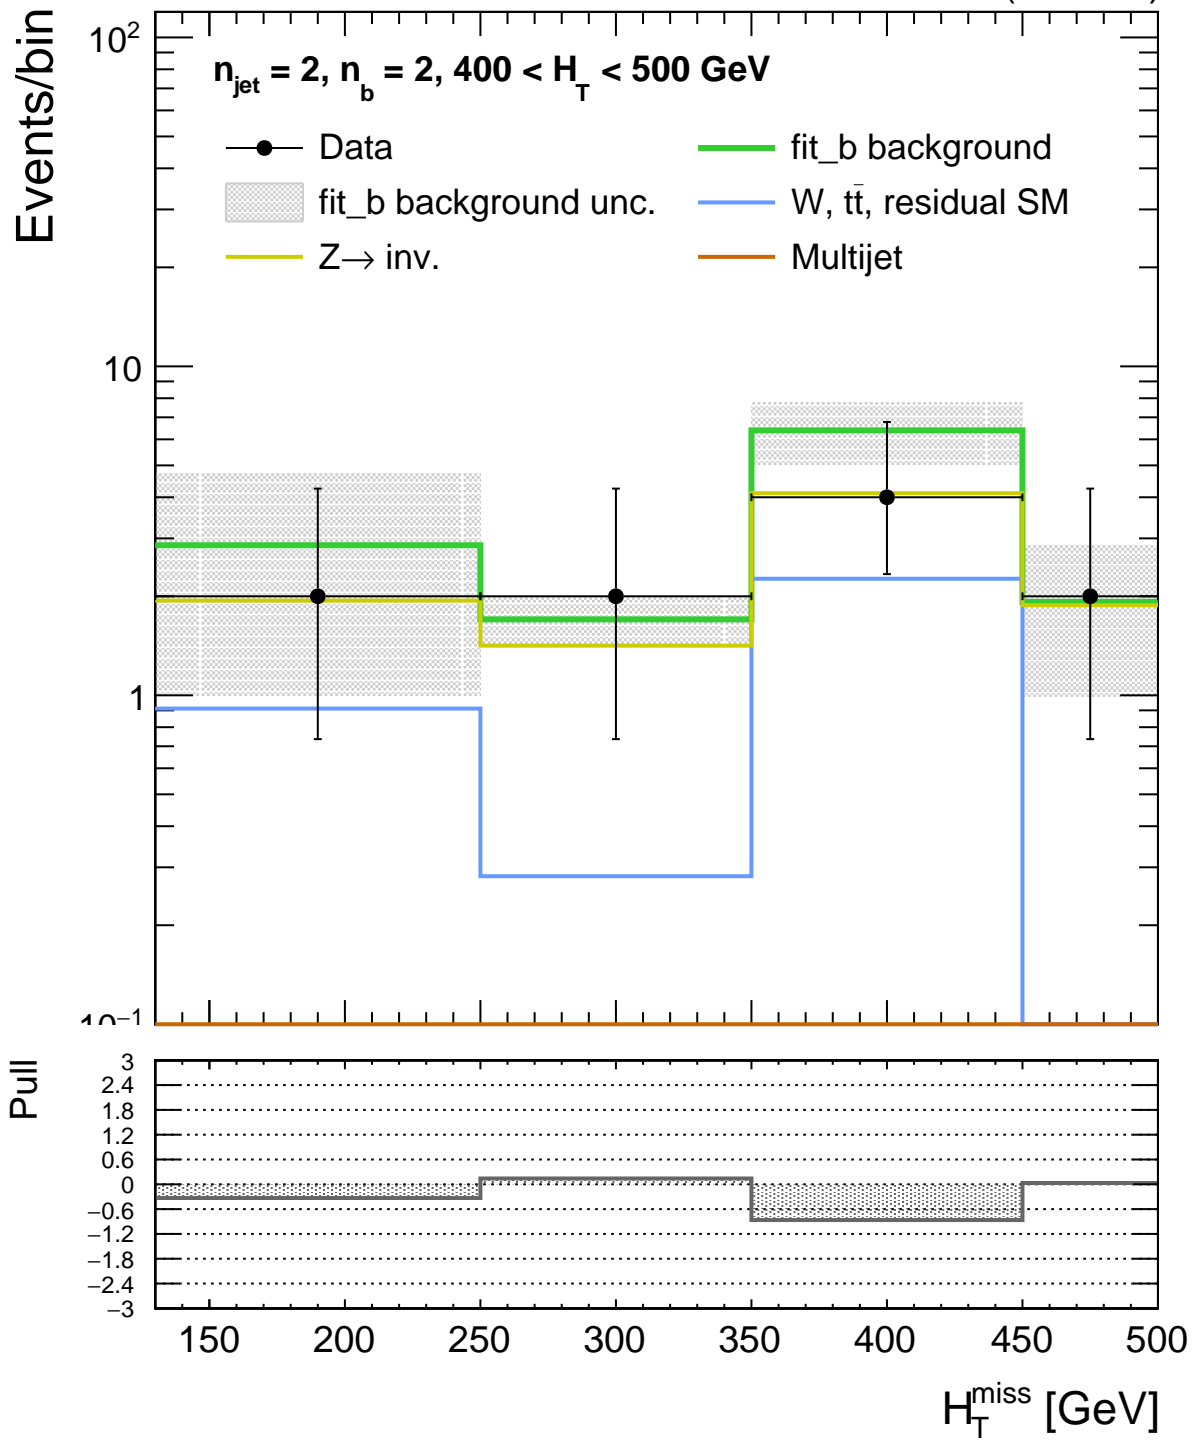 Events/bin
10²
10
1
n_jet = 2, n_b = 2, 400 < H_T < 500 GeV
Data
fit_b background
fit_b background unc.
W, tt̄, residual SM
Z→ inv.
Multijet
Pull
3
2.4
1.8
1.2
0.6
0
−0.6
−1.2
−1.8
−2.4
−3
150 200 250 300 350 400 450 500
H_T^miss [GeV]